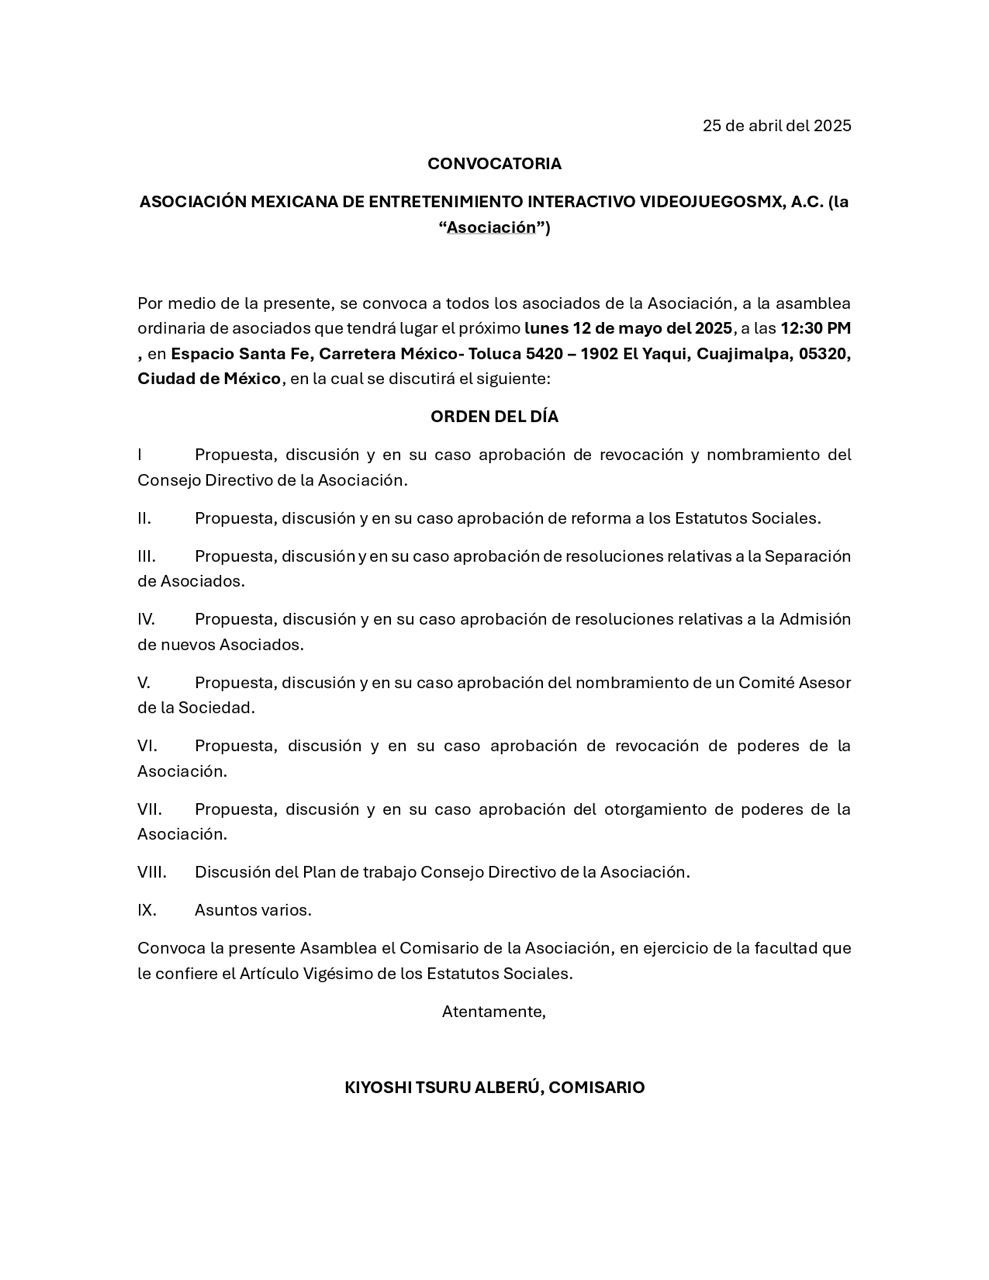 25 de abril del 2025
CONVOCATORIA
ASOCIACIÓN MEXICANA DE ENTRETENIMIENTO INTERACTIVO VIDEOJUEGOSMX, A.C. (la
“Asociación”)
Por medio de la presente, se convoca a todos los asociados de la Asociación, a la asamblea
ordinaria de asociados que tendrá lugar el próximo lunes 12 de mayo del 2025, a las 12:30 PM
, en Espacio Santa Fe, Carretera México- Toluca 5420 – 1902 El Yaqui, Cuajimalpa, 05320,
Ciudad de México, en la cual se discutirá el siguiente:
ORDEN DEL DÍA
I Propuesta, discusión y en su caso aprobación de revocación y nombramiento del
Consejo Directivo de la Asociación.
II. Propuesta, discusión y en su caso aprobación de reforma a los Estatutos Sociales.
III. Propuesta, discusión y en su caso aprobación de resoluciones relativas a la Separación
de Asociados.
IV. Propuesta, discusión y en su caso aprobación de resoluciones relativas a la Admisión
de nuevos Asociados.
V. Propuesta, discusión y en su caso aprobación del nombramiento de un Comité Asesor
de la Sociedad.
VI. Propuesta, discusión y en su caso aprobación de revocación de poderes de la
Asociación.
VII. Propuesta, discusión y en su caso aprobación del otorgamiento de poderes de la
Asociación.
VIII. Discusión del Plan de trabajo Consejo Directivo de la Asociación.
IX. Asuntos varios.
Convoca la presente Asamblea el Comisario de la Asociación, en ejercicio de la facultad que
le confiere el Artículo Vigésimo de los Estatutos Sociales.
Atentamente,
KIYOSHI TSURU ALBERÚ, COMISARIO